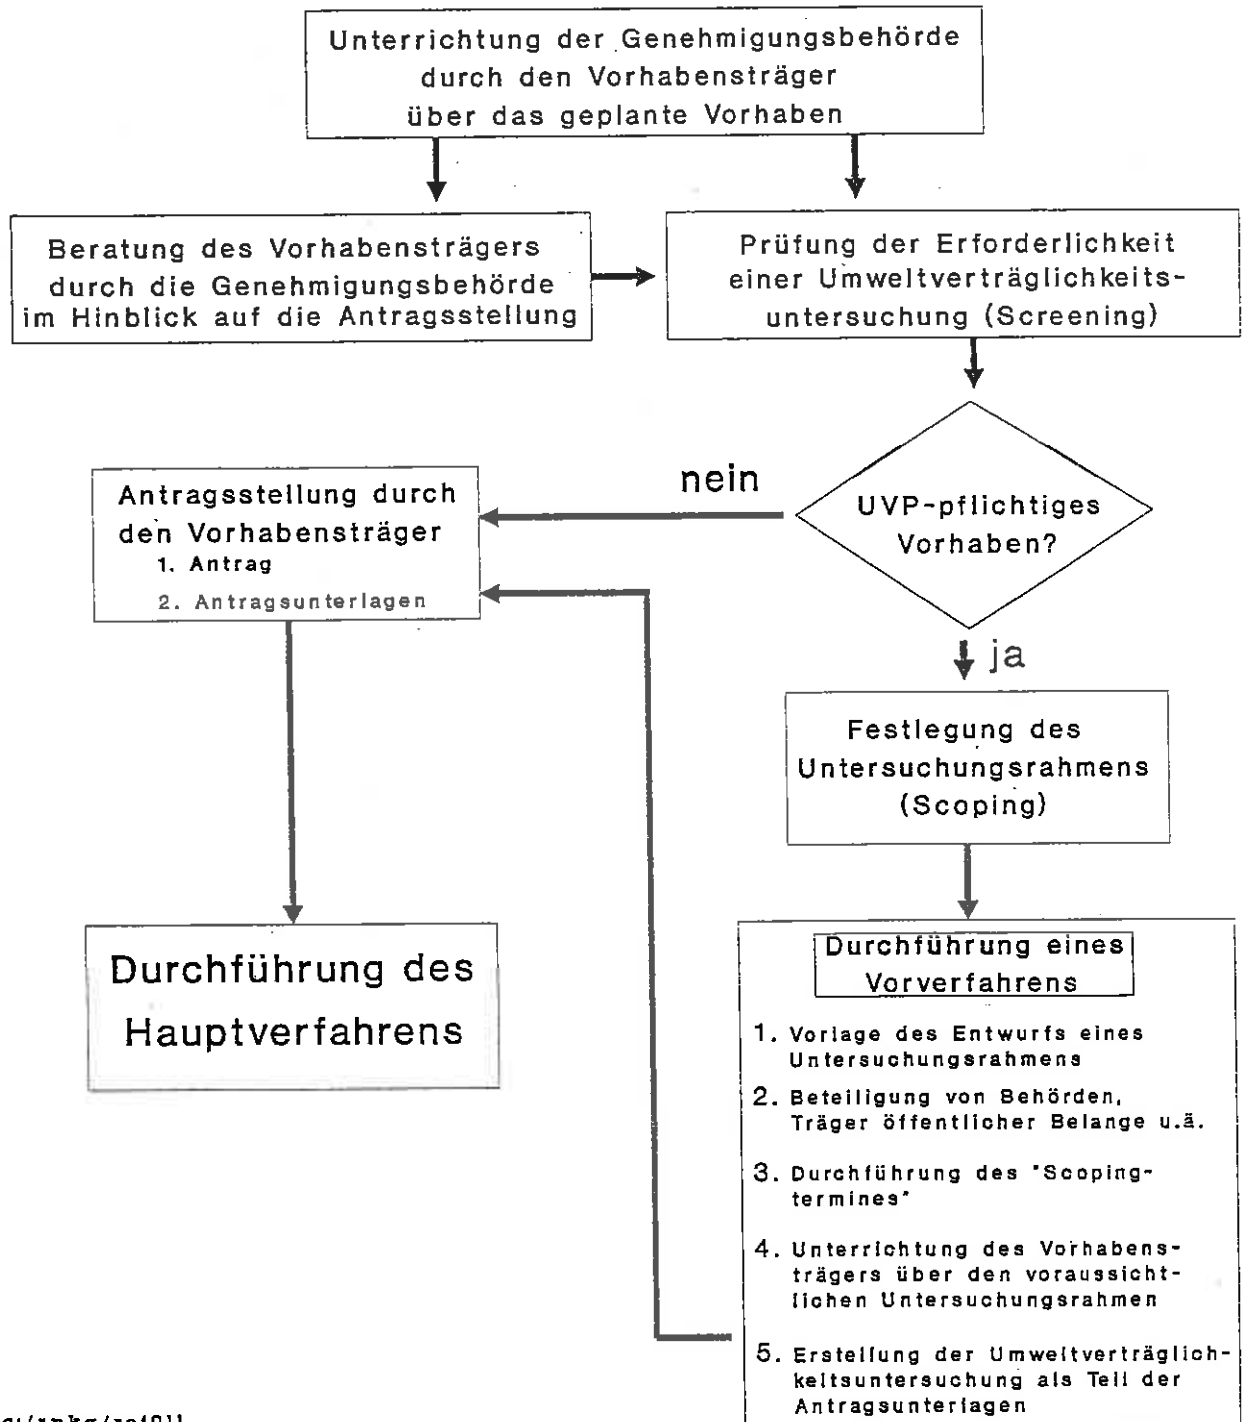 Unterrichtung der Genehmigungsbehörde
durch den Vorhabensträger
über das geplante Vorhaben
Beratung des Vorhabensträgers
durch die Genehmigungsbehörde
im Hinblick auf die Antragsstellung
Prüfung der Erforderlichkeit
einer Umweltverträglichkeits-
untersuchung (Screening)
UVP-pflichtiges
Vorhaben?
nein
Antragsstellung durch
den Vorhabensträger
1. Antrag
2. Antragsunterlagen
ja
Festlegung des
Untersuchungsrahmens
(Scoping)
Durchführung des
Hauptverfahrens
Durchführung eines
Vorverfahrens
1. Vorlage des Entwurfs eines
Untersuchungsrahmens
2. Beteiligung von Behörden,
Träger öffentlicher Belange u.ä.
3. Durchführung des "Scoping-
termines"
4. Unterrichtung des Vorhabens-
trägers über den voraussicht-
lichen Untersuchungsrahmen
5. Erstellung der Umweltverträglich-
keitsuntersuchung als Teil der
Antragsunterlagen